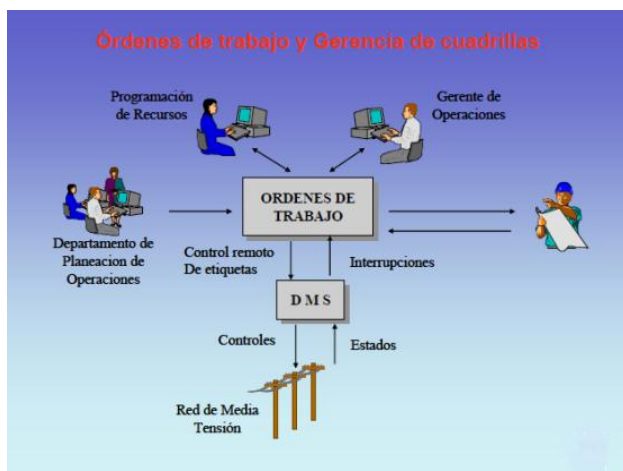 Órdenes de trabajo y Gerencia de cuadrillas
Programación
de Recursos
Gerente de
Operaciones
ORDENES DE
TRABAJO
Departamento de
Planeacion de
Operaciones
Control remoto
De etiquetas
Interrupciones
D M S
Controles
Estados
Red de Media
Tensión